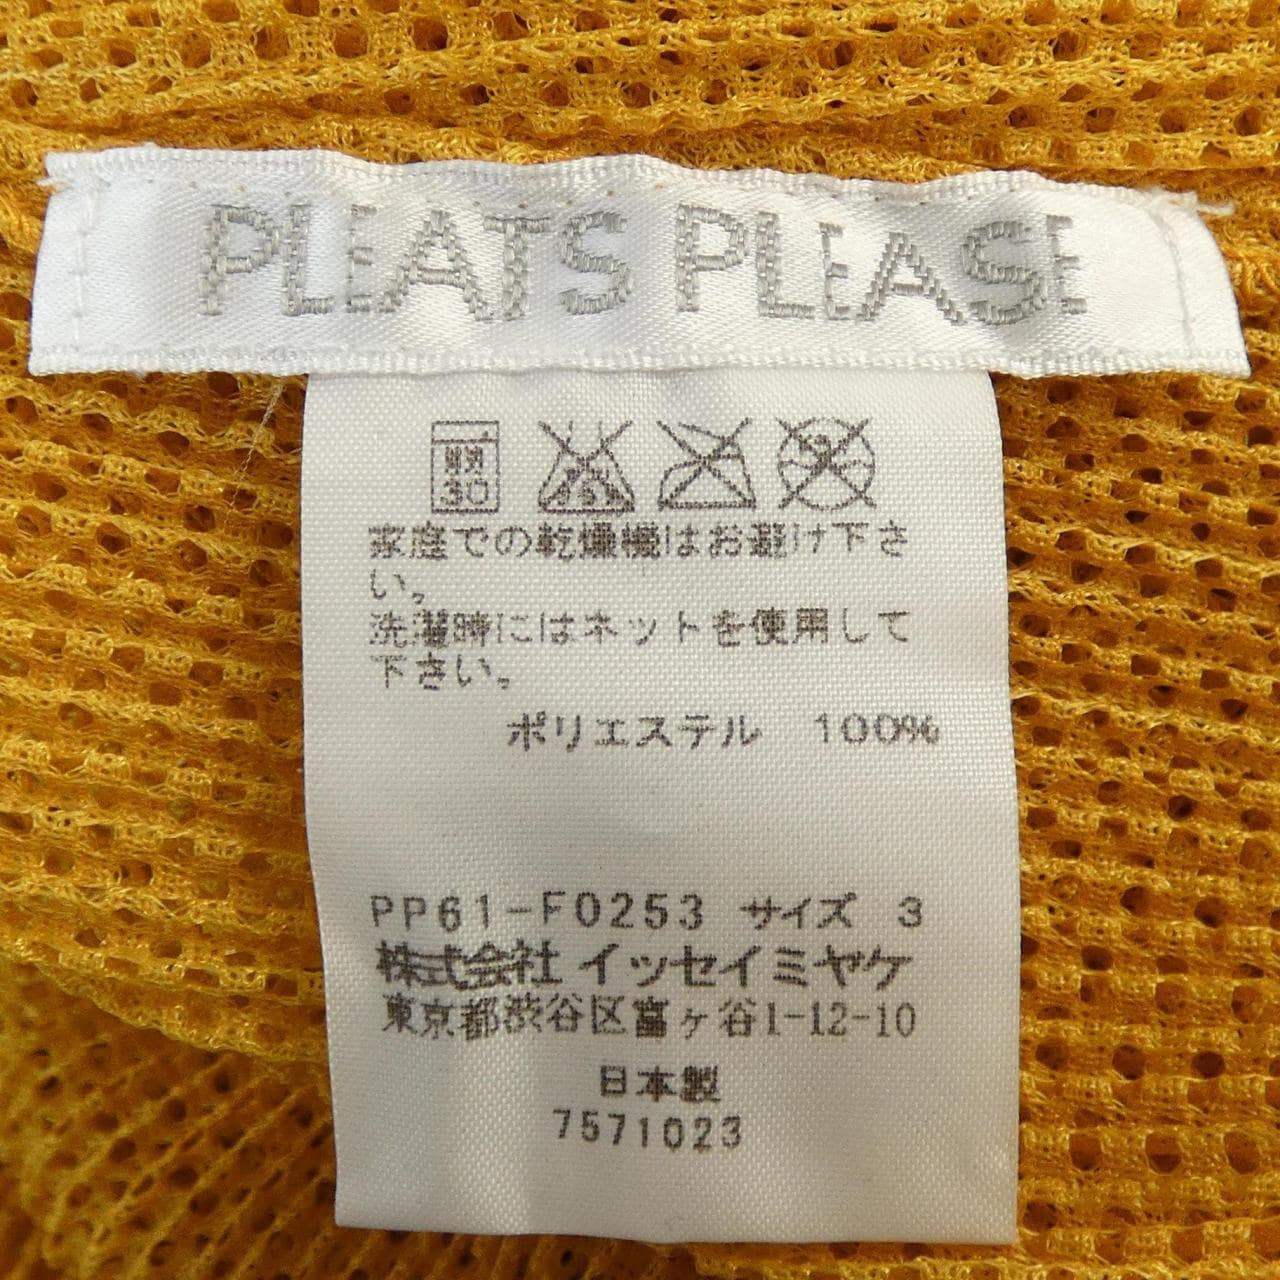 PLEATS PLEASE
30
家庭での乾燥機はお避け下さ
い。
洗濯時にはネットを使用して
下さい。
ポリエステル 100%
PP61-F0253 サイズ 3
株式会社 イッセイミヤケ
東京都渋谷区富ヶ谷1-12-10
日本製
7571023